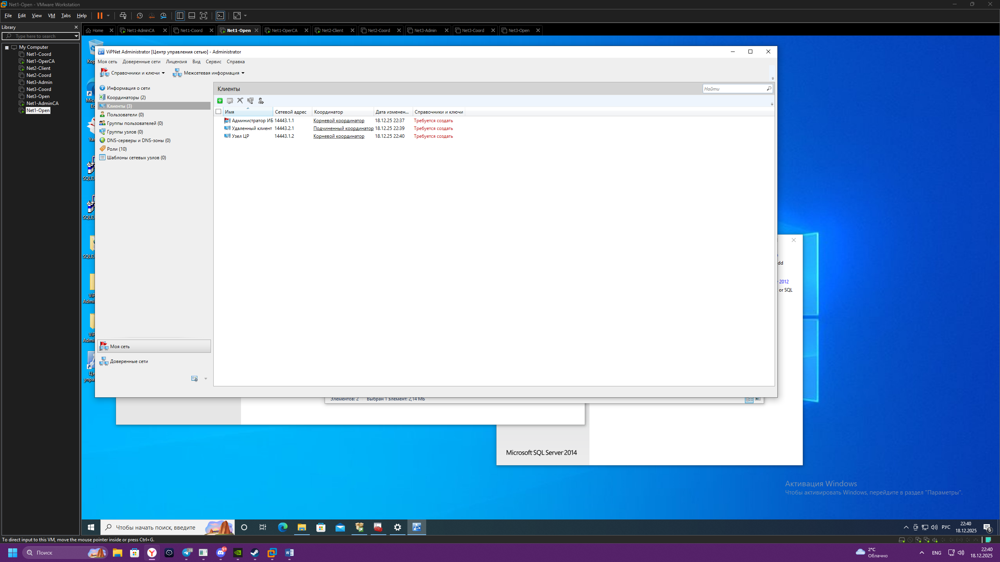 Net1-Open - VMware Workstation
File Edit View VM Tabs Help
Library
Type here to search
My Computer
Net1-Coord
Net1-OperCA
Net2-Client
Net2-Coord
Net3-Admin
Net3-Coord
Net3-Open
Net1-AdminCA
Net1-Open
Home Net1-AdminCA Net1-Coord Net1-Open Net1-OperCA Net2-Client Net2-Coord Net3-Admin Net3-Coord Net3-Open
ViPNet Administrator [Центр управления сетью] - Administrator
Моя сеть Доверенные сети Лицензия Вид Сервис Справка
Справочники и ключи Межсетевая информация
Информация о сети
Координаторы (2)
Клиенты (3)
Пользователи (0)
Группы пользователей (0)
Группы узлов (0)
DNS-серверы и DNS-зоны (0)
Роли (10)
Шаблоны сетевых узлов (0)
Моя сеть
Доверенные сети
Клиенты
Найти
Имя Сетевой адрес Координатор Дата изменен... Справочники и ключи
Администратор ИБ 14443.1.1 Корневой координатор 18.12.25 22:37 Требуется создать
Удаленный клиент 14443.2.1 Подчиненный координатор 18.12.25 22:39 Требуется создать
Узел ЦР 14443.1.2 Корневой координатор 18.12.25 22:40 Требуется создать
Элементов: 2 Выбран 1 элемент: 2,14 МБ
dd
2012
or SQL
Microsoft SQL Server 2014
Активация Windows
Чтобы активировать Windows, перейдите в раздел "Параметры".
Чтобы начать поиск, введите
РУС
22:40
18.12.2025
6
To direct input to this VM, move the mouse pointer inside or press Ctrl+G.
Поиск
26
9+
2°C
Облачно
ENG
22:40
18.12.2025